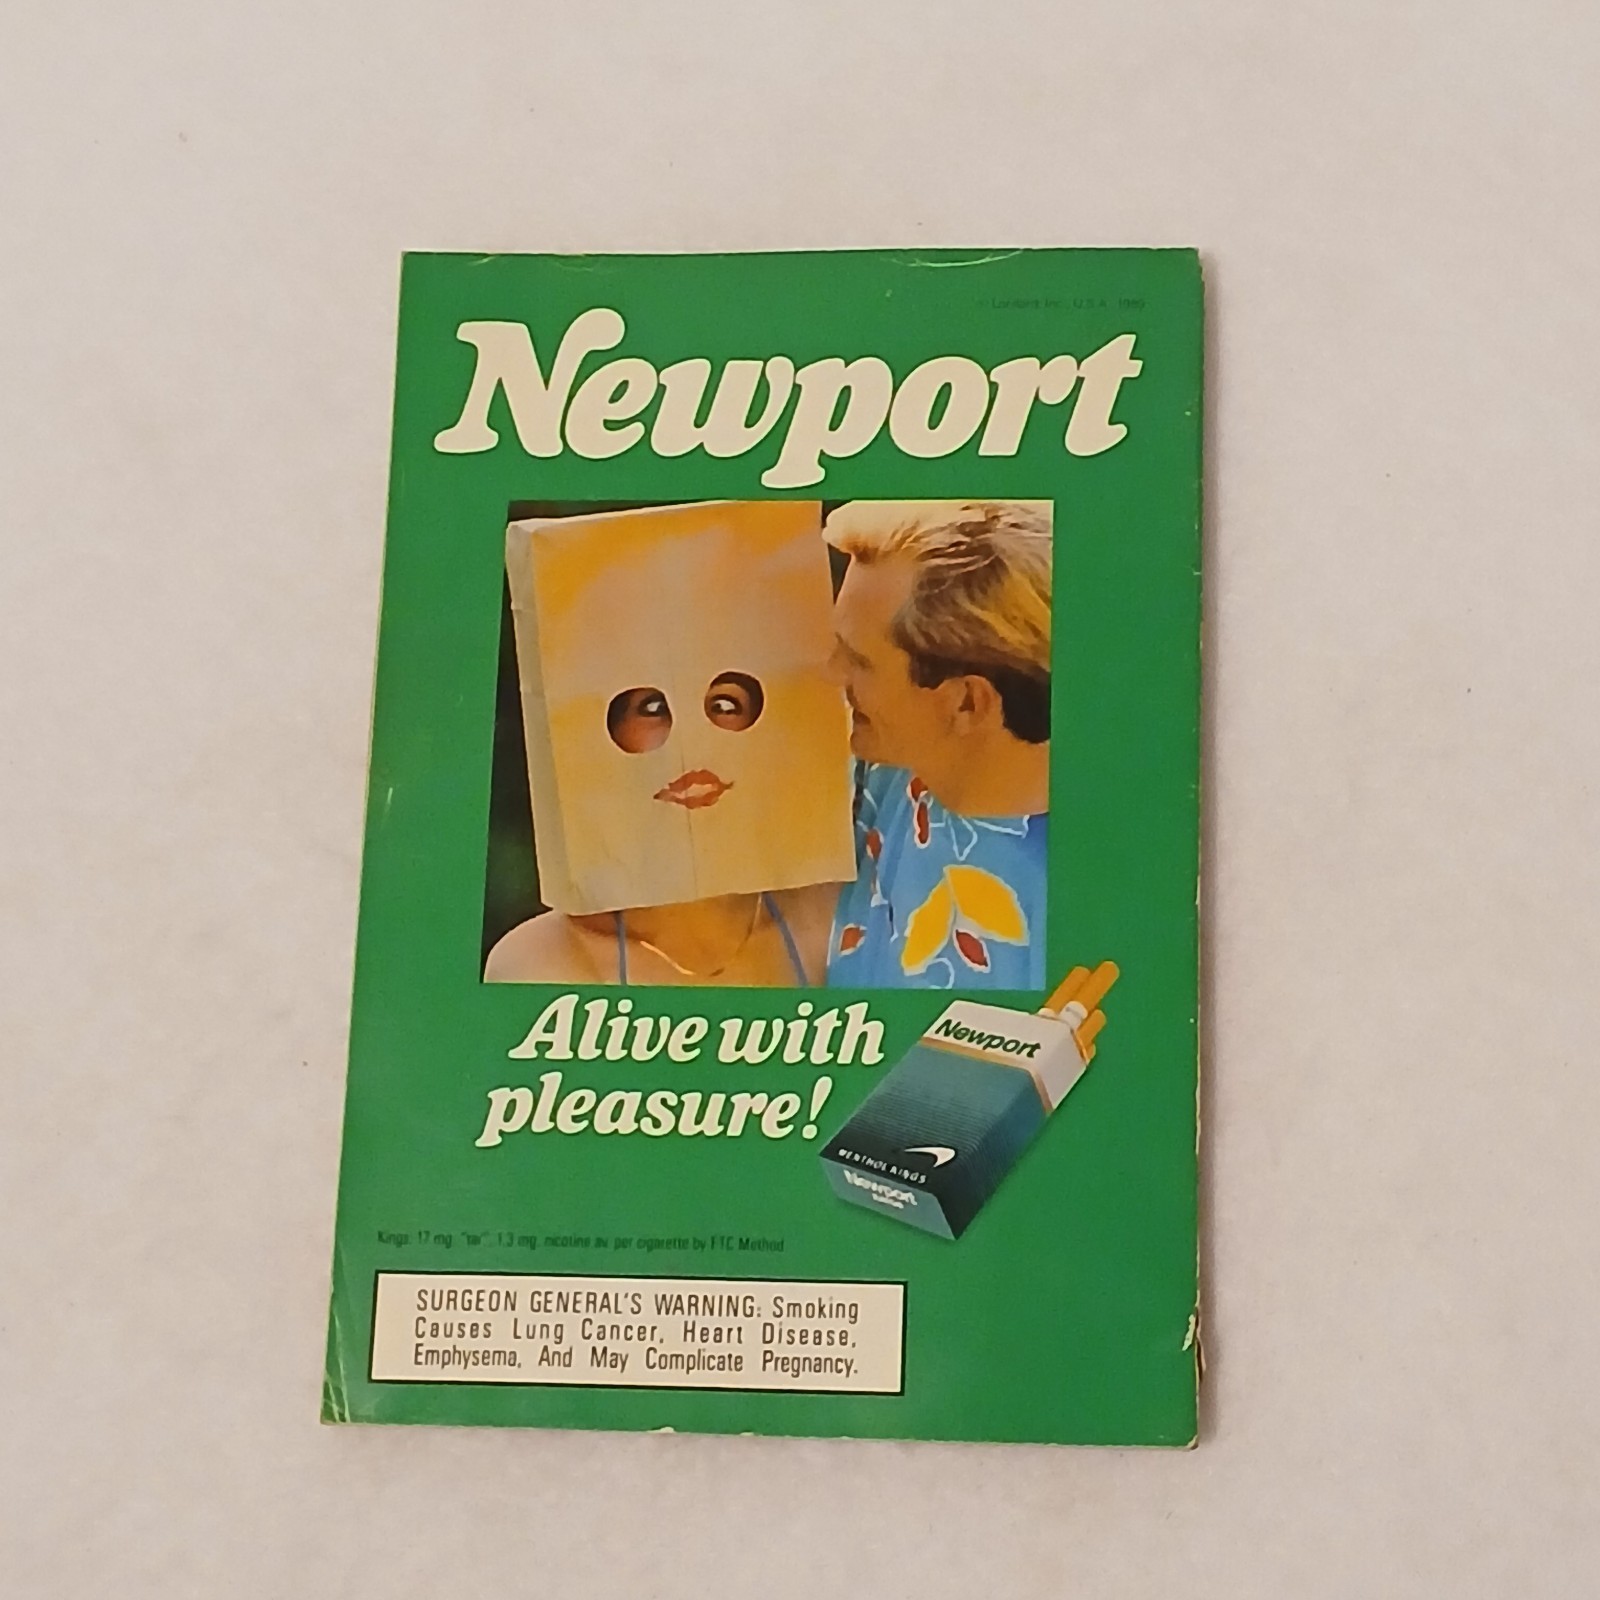 Lorillard, Inc., U.S.A., 1989
Newport
Alive with
pleasure!
Newport
MENTHOL KINGS
Newport
Kings: 17 mg. "tar", 1.3 mg. nicotine av. per cigarette by FTC Method
SURGEON GENERAL'S WARNING: Smoking
Causes Lung Cancer, Heart Disease,
Emphysema, And May Complicate Pregnancy.